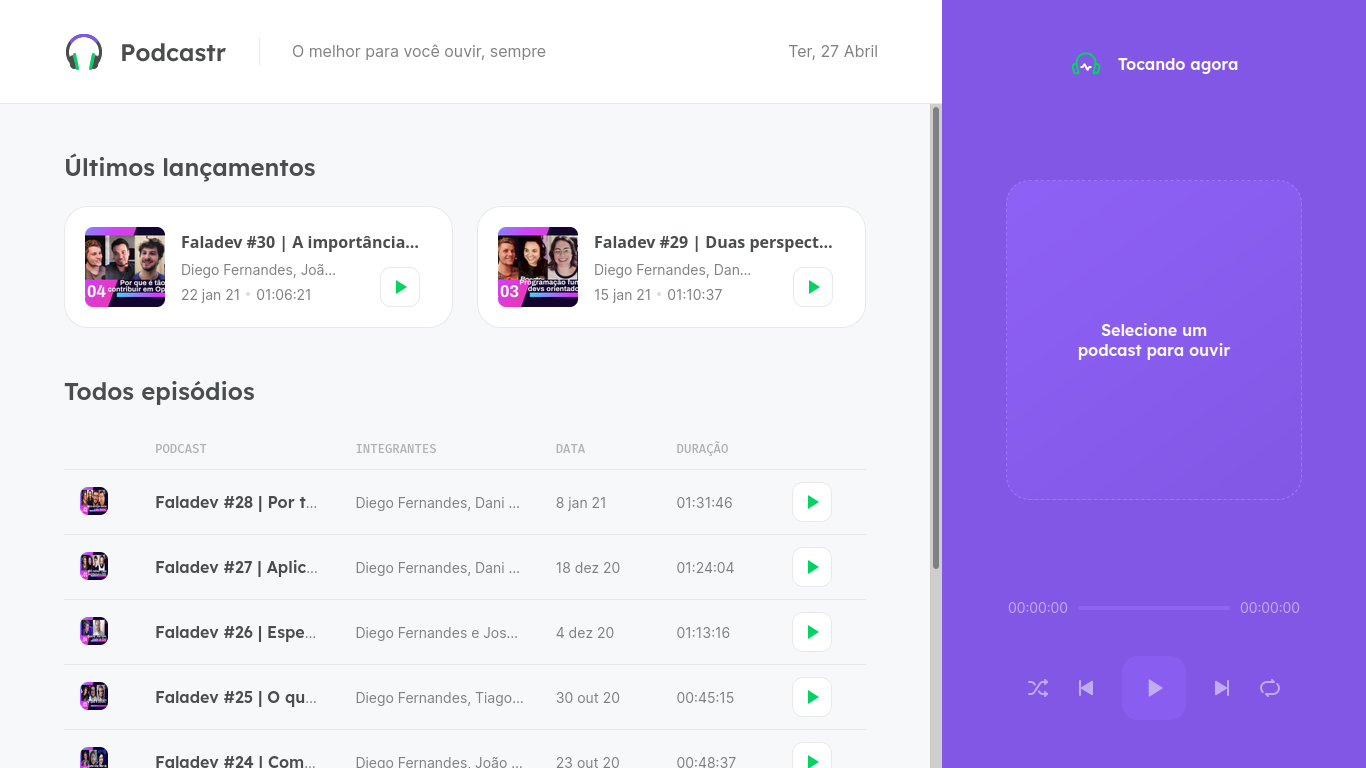 Podcastr
O melhor para você ouvir, sempre
Ter, 27 Abril
Tocando agora
Últimos lançamentos
04
Por que é tão
contribuir em Op
Faladev #30 | A importância...
Diego Fernandes, Joã...
22 jan 21 • 01:06:21
03
Programação fun
devs orientado
Faladev #29 | Duas perspect...
Diego Fernandes, Dan...
15 jan 21 • 01:10:37
Selecione um
podcast para ouvir
Todos episódios
PODCAST INTEGRANTES DATA DURAÇÃO
Faladev #28 | Por t... Diego Fernandes, Dani ... 8 jan 21 01:31:46
Faladev #27 | Aplic... Diego Fernandes, Dani ... 18 dez 20 01:24:04
Faladev #26 | Espe... Diego Fernandes e Jos... 4 dez 20 01:13:16
Faladev #25 | O qu... Diego Fernandes, Tiago... 30 out 20 00:45:15
Faladev #24 | Com... Diego Fernandes, João ... 23 out 20 00:48:37
00:00:00 00:00:00